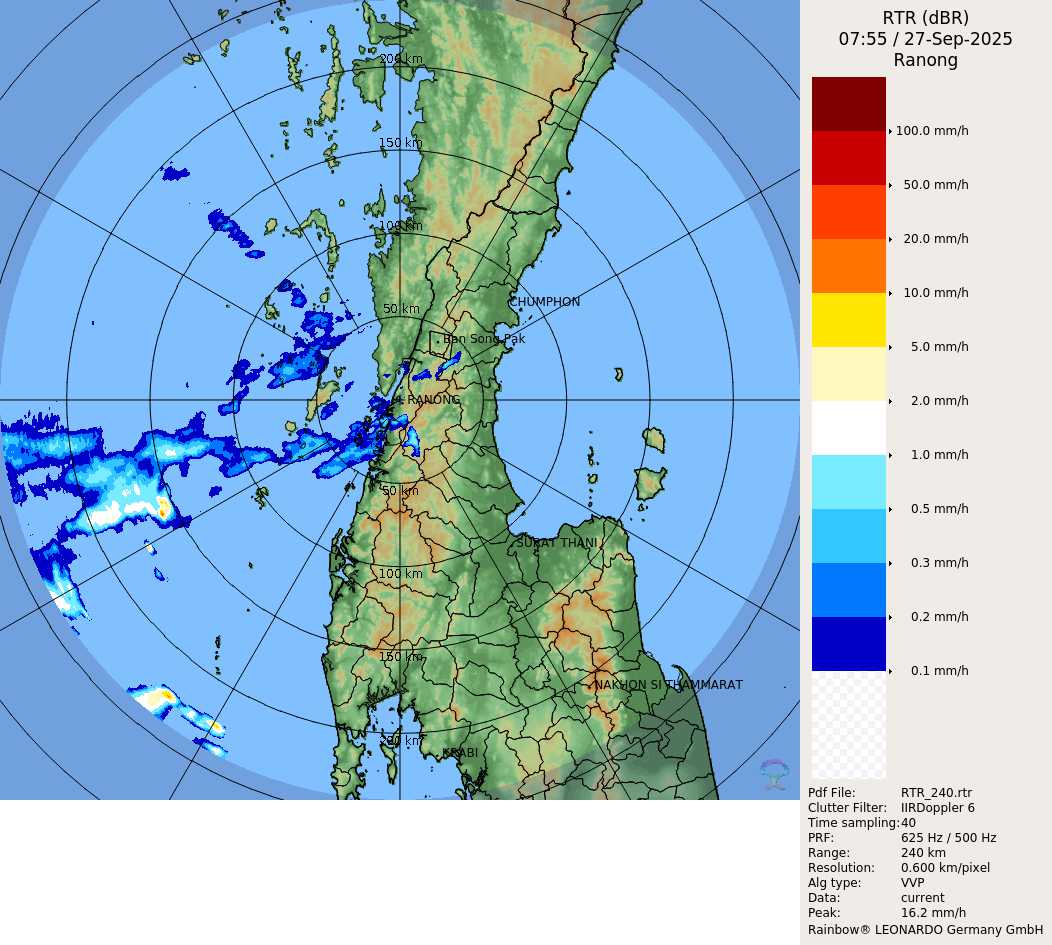 RTR (dBR)
07:55 / 27-Sep-2025
Ranong
200 km
150 km
100 km
50 km
CHUMPHON
Ban Song Pak
RANONG
50 km
SURAT THANI
100 km
150 km
NAKHON SI THAMMARAT
200 km
KRABI
100.0 mm/h
50.0 mm/h
20.0 mm/h
10.0 mm/h
5.0 mm/h
2.0 mm/h
1.0 mm/h
0.5 mm/h
0.3 mm/h
0.2 mm/h
0.1 mm/h
Pdf File: RTR_240.rtr
Clutter Filter: IIRDoppler 6
Time sampling:40
PRF: 625 Hz / 500 Hz
Range: 240 km
Resolution: 0.600 km/pixel
Alg type: VVP
Data: current
Peak: 16.2 mm/h
Rainbow® LEONARDO Germany GmbH